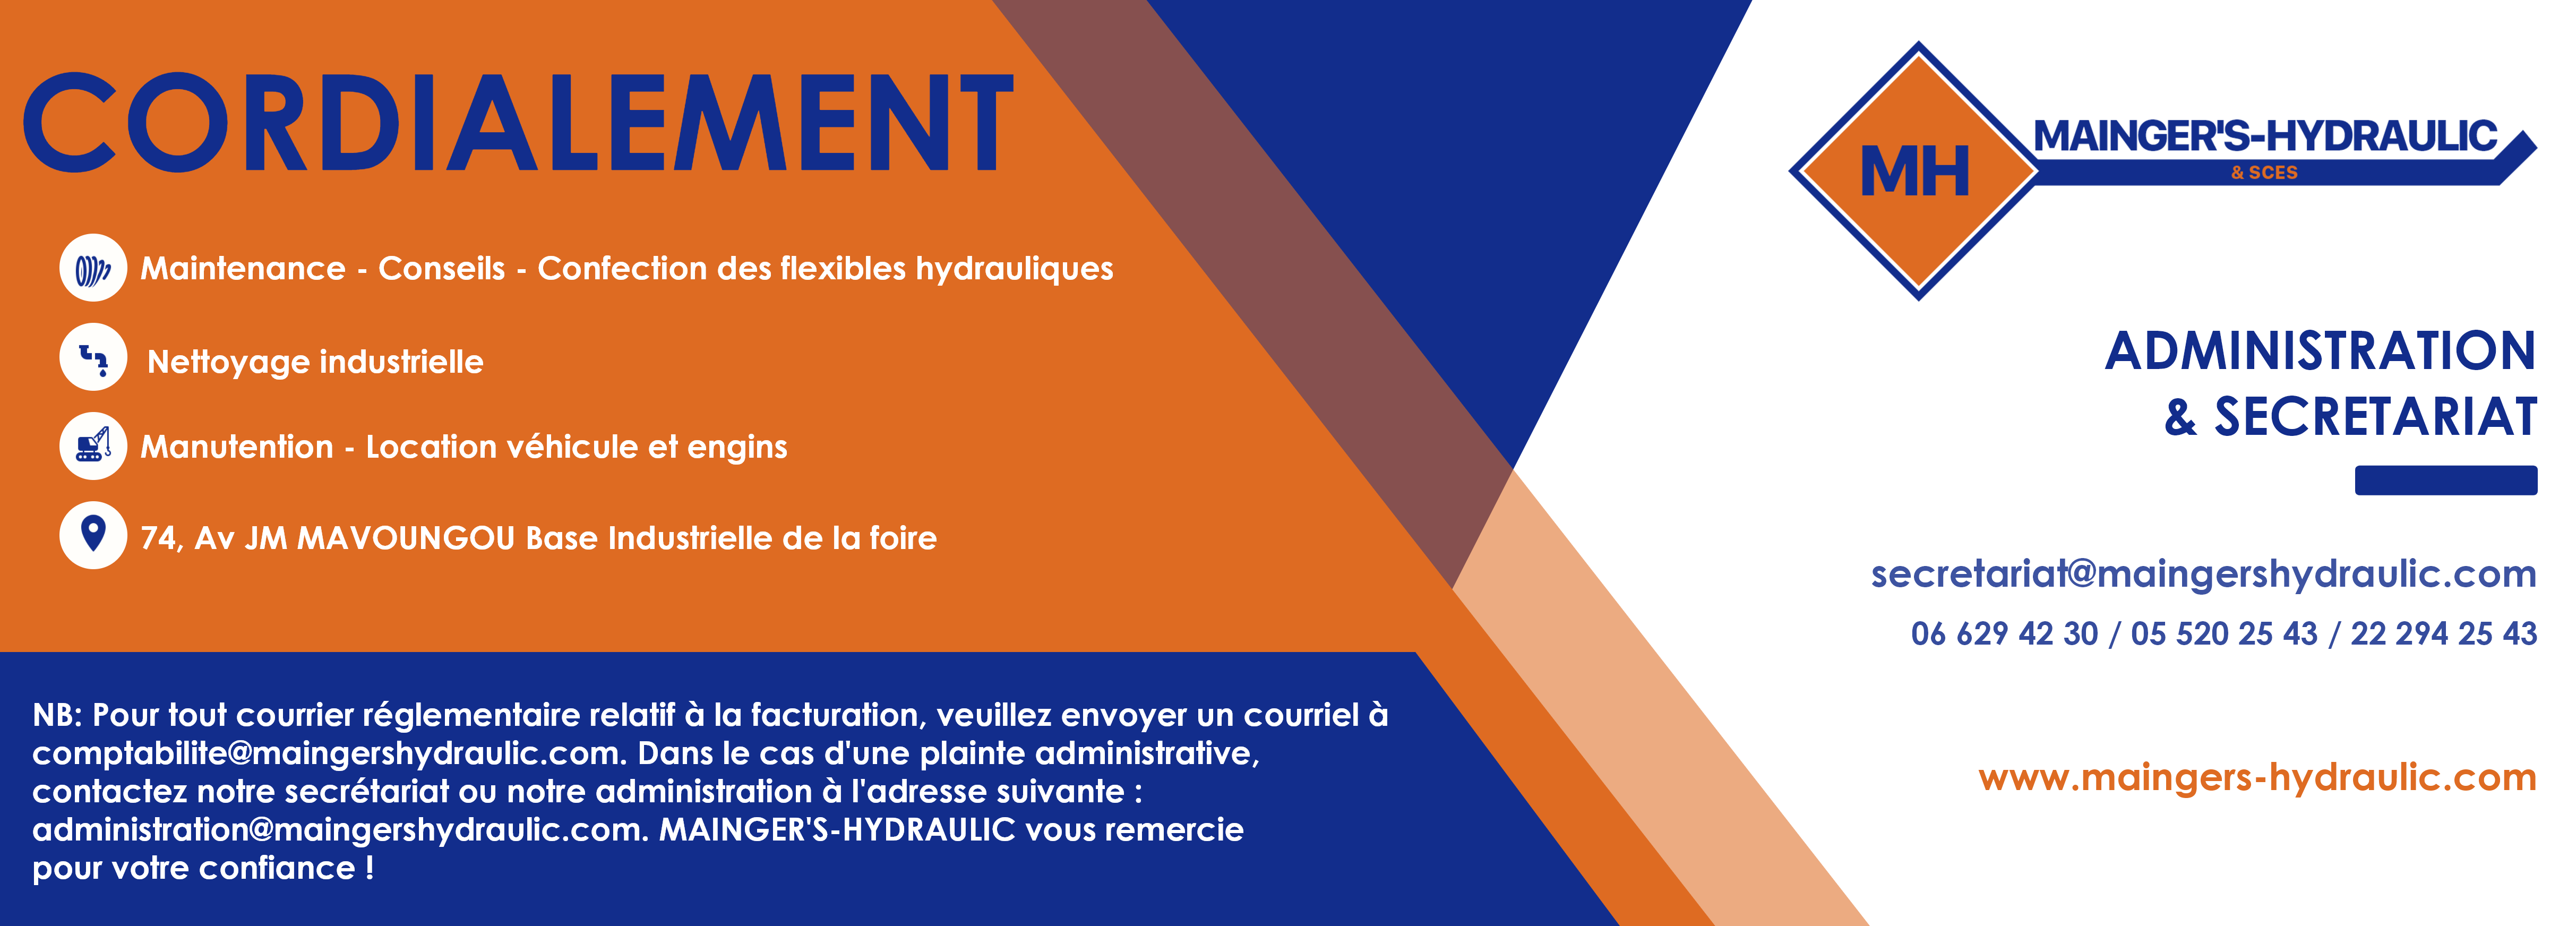 CORDIALEMENT
Maintenance - Conseils - Confection des flexibles hydrauliques
Nettoyage industrielle
Manutention - Location véhicule et engins
74, Av JM MAVOUNGOU Base Industrielle de la foire
NB: Pour tout courrier réglementaire relatif à la facturation, veuillez envoyer un courriel à
comptabilite@maingershydraulic.com. Dans le cas d'une plainte administrative,
contactez notre secrétariat ou notre administration à l'adresse suivante :
administration@maingershydraulic.com. MAINGER'S-HYDRAULIC vous remercie
pour votre confiance !
MH
MAINGER'S-HYDRAULIC
& SCES
ADMINISTRATION
& SECRETARIAT
secretariat@maingershydraulic.com
06 629 42 30 / 05 520 25 43 / 22 294 25 43
www.maingers-hydraulic.com